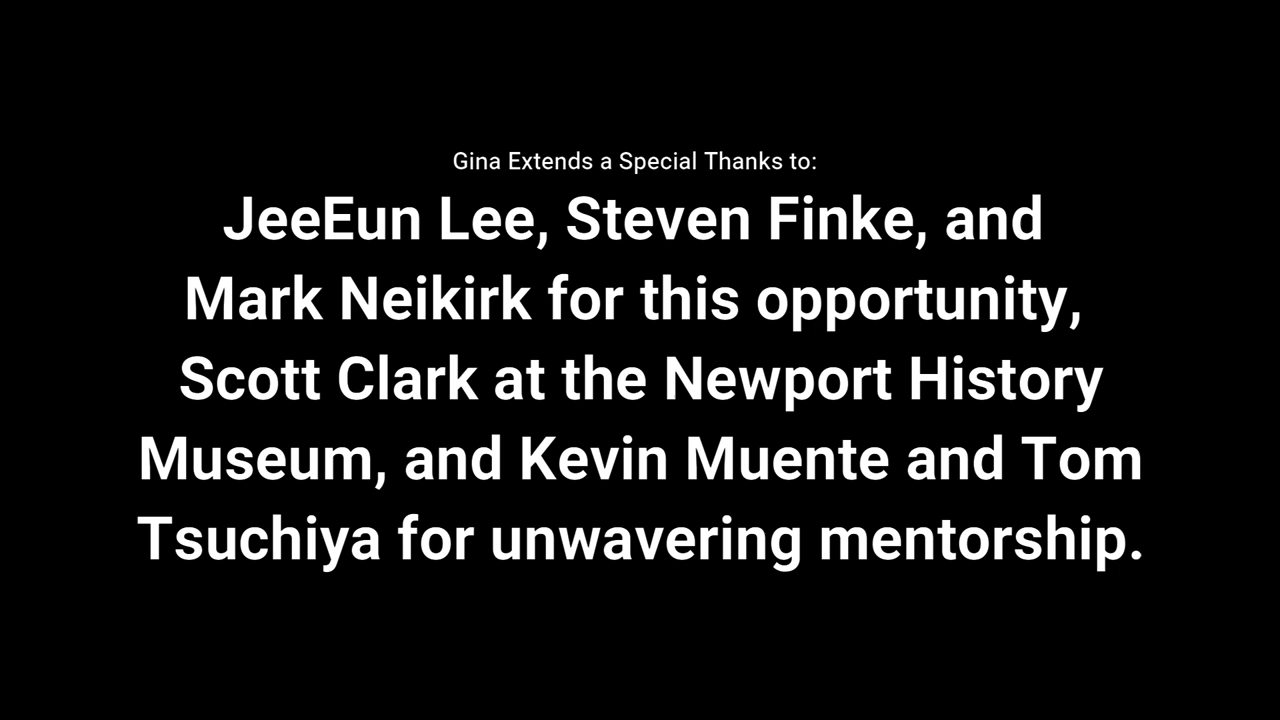 Gina Extends a Special Thanks to:
JeeEun Lee, Steven Finke, and
Mark Neikirk for this opportunity,
Scott Clark at the Newport History
Museum, and Kevin Muente and Tom
Tsuchiya for unwavering mentorship.